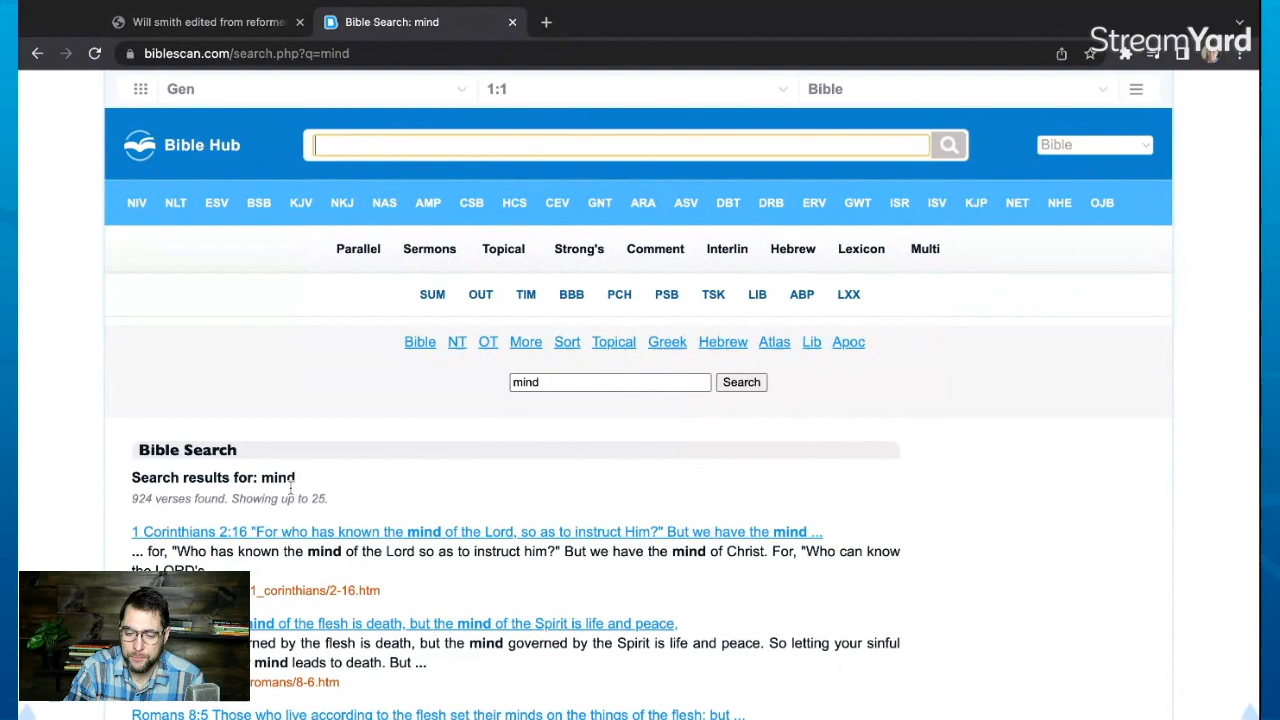 Will smith edited from reforme
Bible Search: mind
StreamYard
biblescan.com/search.php?q=mind
Gen 1:1 Bible
Bible Hub Bible
NIV NLT ESV BSB KJV NKJ NAS AMP CSB HCS CEV GNT ARA ASV DBT DRB ERV GWT ISR ISV KJP NET NHE OJB
Parallel Sermons Topical Strong's Comment Interlin Hebrew Lexicon Multi
SUM OUT TIM BBB PCH PSB TSK LIB ABP LXX
Bible NT OT More Sort Topical Greek Hebrew Atlas Lib Apoc
mind Search
Bible Search
Search results for: mind
924 verses found. Showing up to 25.
1 Corinthians 2:16 "For who has known the mind of the Lord, so as to instruct Him?" But we have the mind ...
... for, "Who has known the mind of the Lord so as to instruct him?" But we have the mind of Christ. For, "Who can know
the LORD's
1_corinthians/2-16.htm
mind of the flesh is death, but the mind of the Spirit is life and peace,
by the flesh is death, but the mind governed by the Spirit is life and peace. So letting your sinful
mind leads to death. But ...
romans/8-6.htm
Romans 8:5 Those who live according to the flesh set their minds on the things of the flesh; but ...